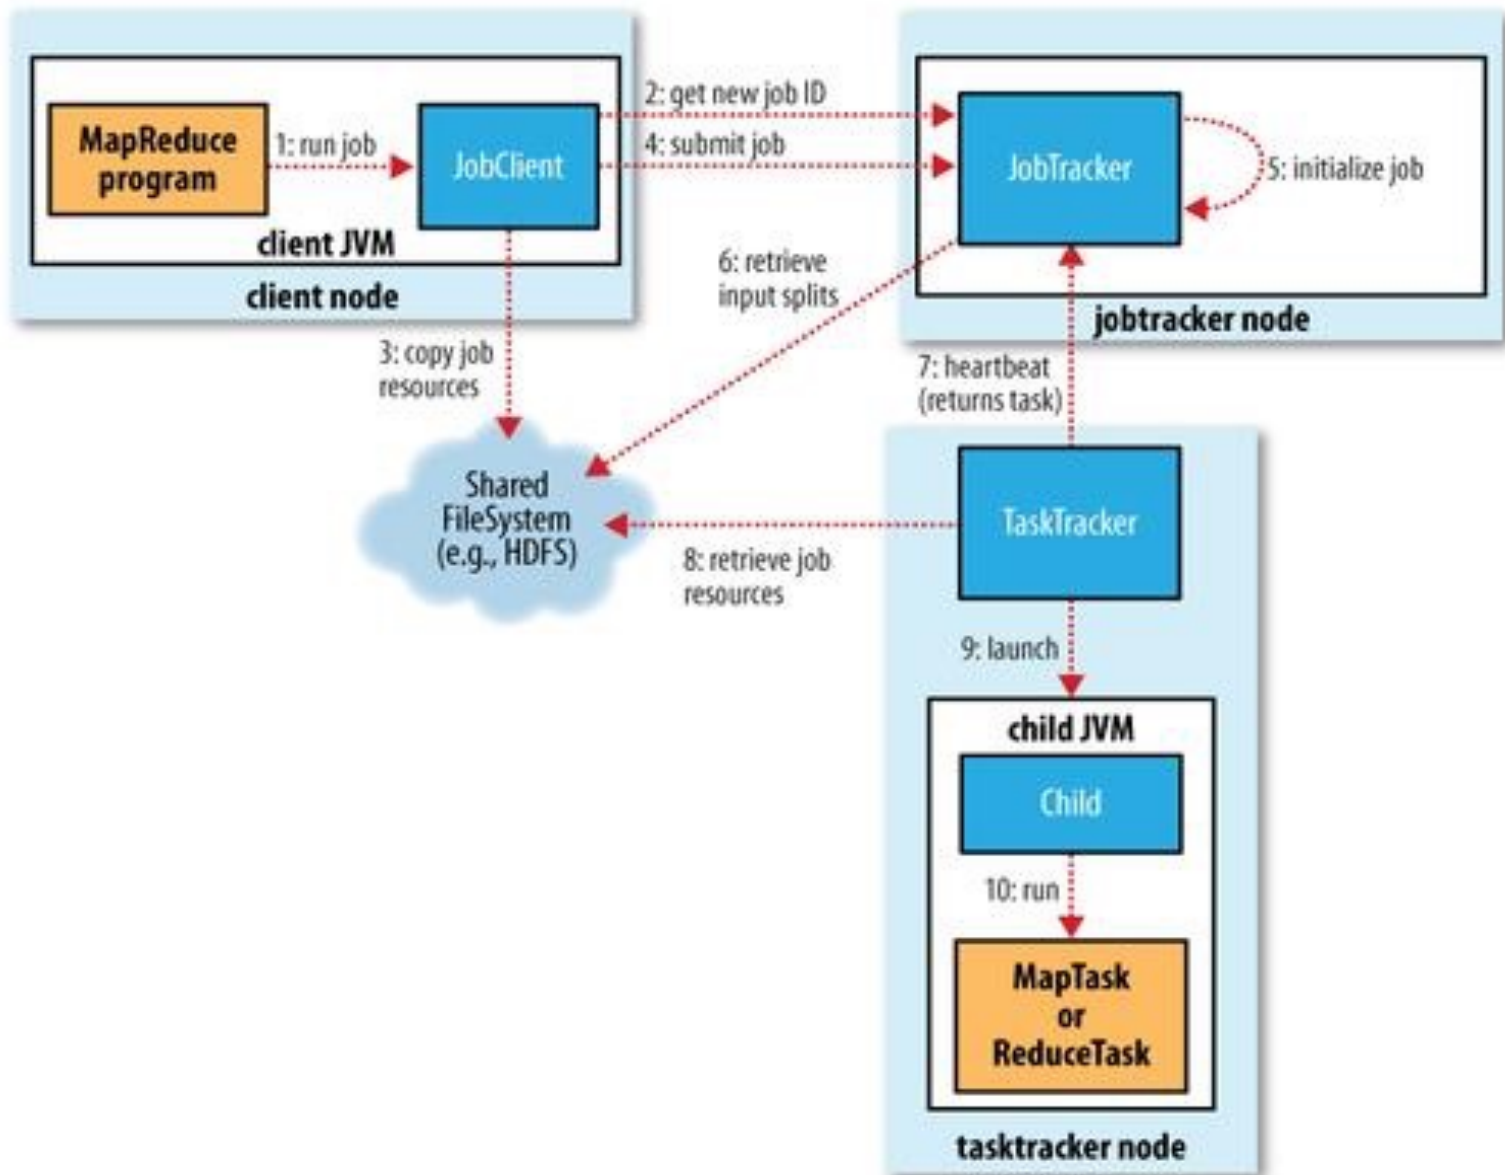 MapReduce
program
1: run job
JobClient
client JVM
client node
2: get new job ID
4: submit job
JobTracker
5: initialize job
jobtracker node
3: copy job
resources
6: retrieve
input splits
7: heartbeat
(returns task)
Shared
FileSystem
(e.g., HDFS)
8: retrieve job
resources
TaskTracker
9: launch
child JVM
Child
10: run
MapTask
or
ReduceTask
tasktracker node